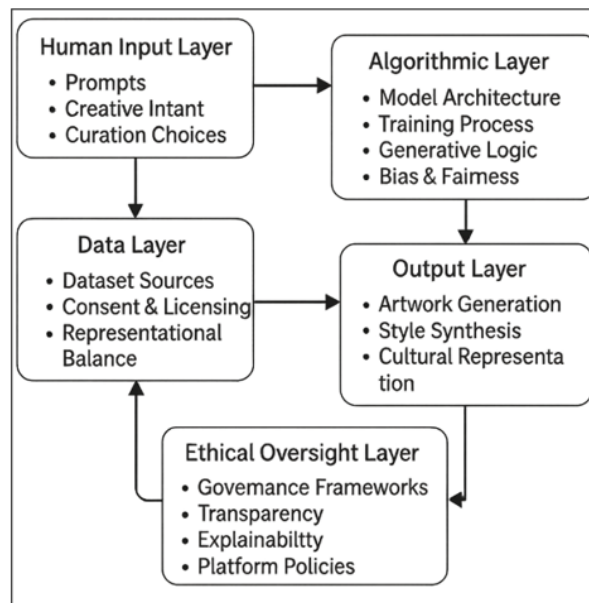 Human Input Layer
• Prompts
• Creative Intant
• Curation Choices
Algorithmic Layer
• Model Architecture
• Training Process
• Generative Logic
• Bias & Fairness
Data Layer
• Dataset Sources
• Consent & Licensing
• Representational
Balance
Output Layer
• Artwork Generation
• Style Synthesis
• Cultural Representa
tion
Ethical Oversight Layer
• Governance Frameworks
• Transparency
• Explainabiltty
• Platform Policies